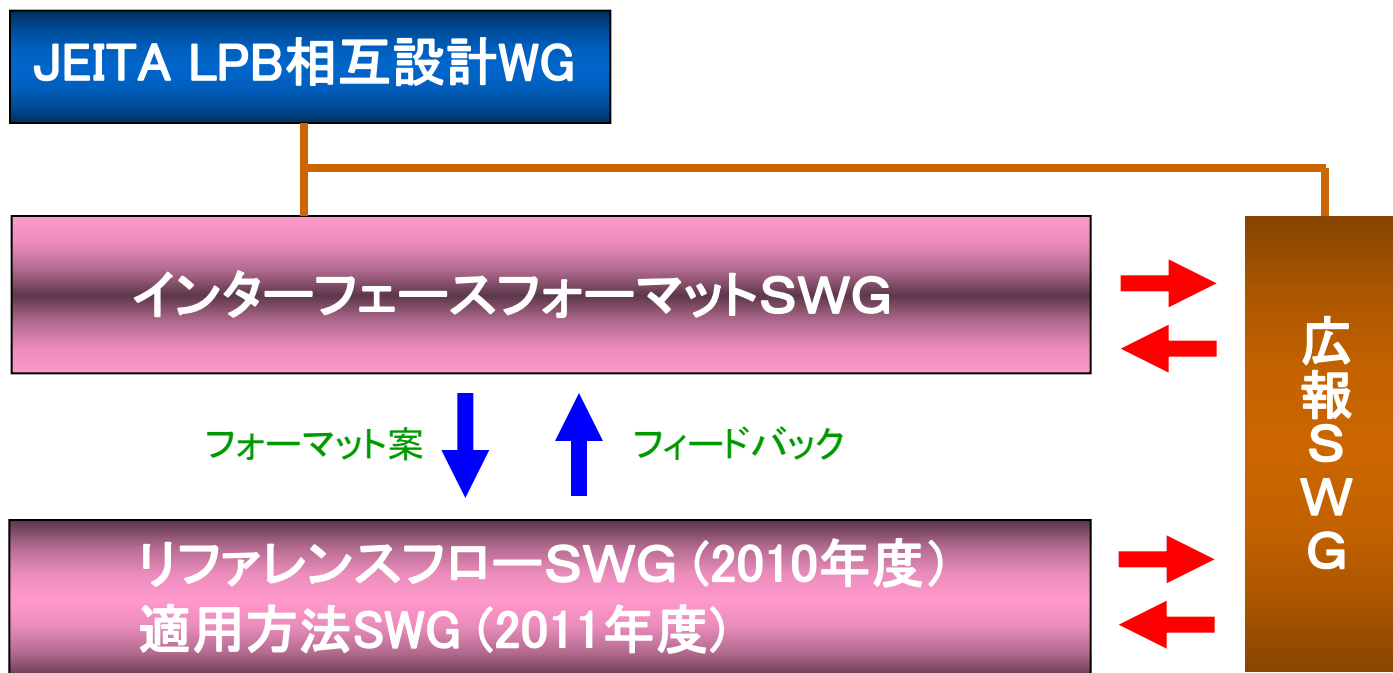 JEITA LPB相互設計WG
インターフェースフォーマットSWG
フォーマット案
フィードバック
リファレンスフローSWG (2010年度)
適用方法SWG (2011年度)
広報SWG